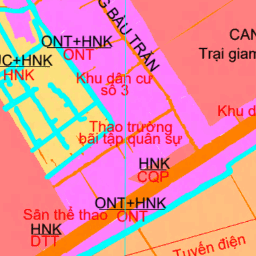 G BÀU TRÂN
CAN
Trại giam
ONT+HNK
ONT
UC+HNK
HNK
Khu dân cư
số 3
Khu d
Thao trường
bãi tập quân sự
HNK
CQP
ONT+HNK
ONT
Sân thể thao
HNK
DTT
Tuyến điện